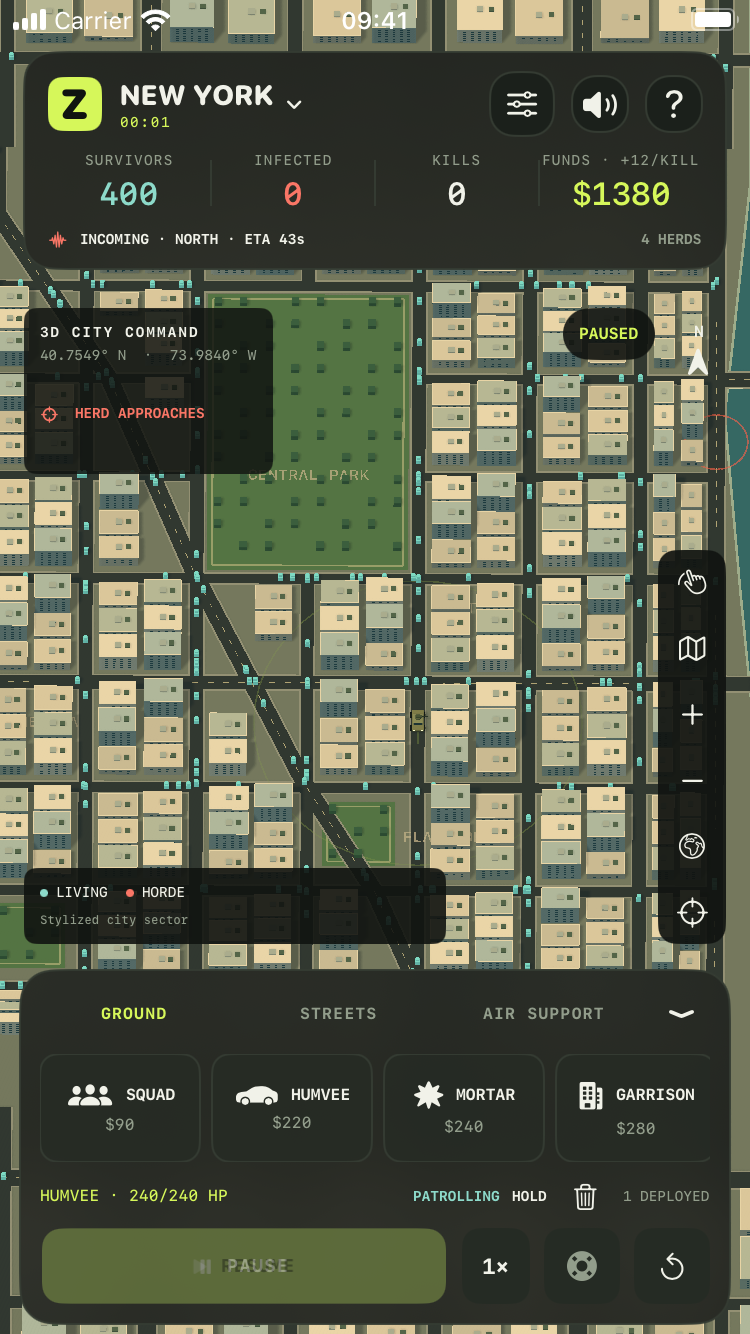 Carrier 09:41
Z NEW YORK
00:01
?
SURVIVORS INFECTED KILLS FUNDS · +12/KILL
400 0 0 $1380
INCOMING · NORTH · ETA 43s 4 HERDS
3D CITY COMMAND
40.7549° N · 73.9840° W
HERD APPROACHES
PAUSED
N
CENTRAL PARK
LIVING HORDE
Stylized city sector
GROUND STREETS AIR SUPPORT
SQUAD HUMVEE MORTAR GARRISON
$90 $220 $240 $280
HUMVEE · 240/240 HP PATROLLING HOLD 1 DEPLOYED
PAUSE 1×